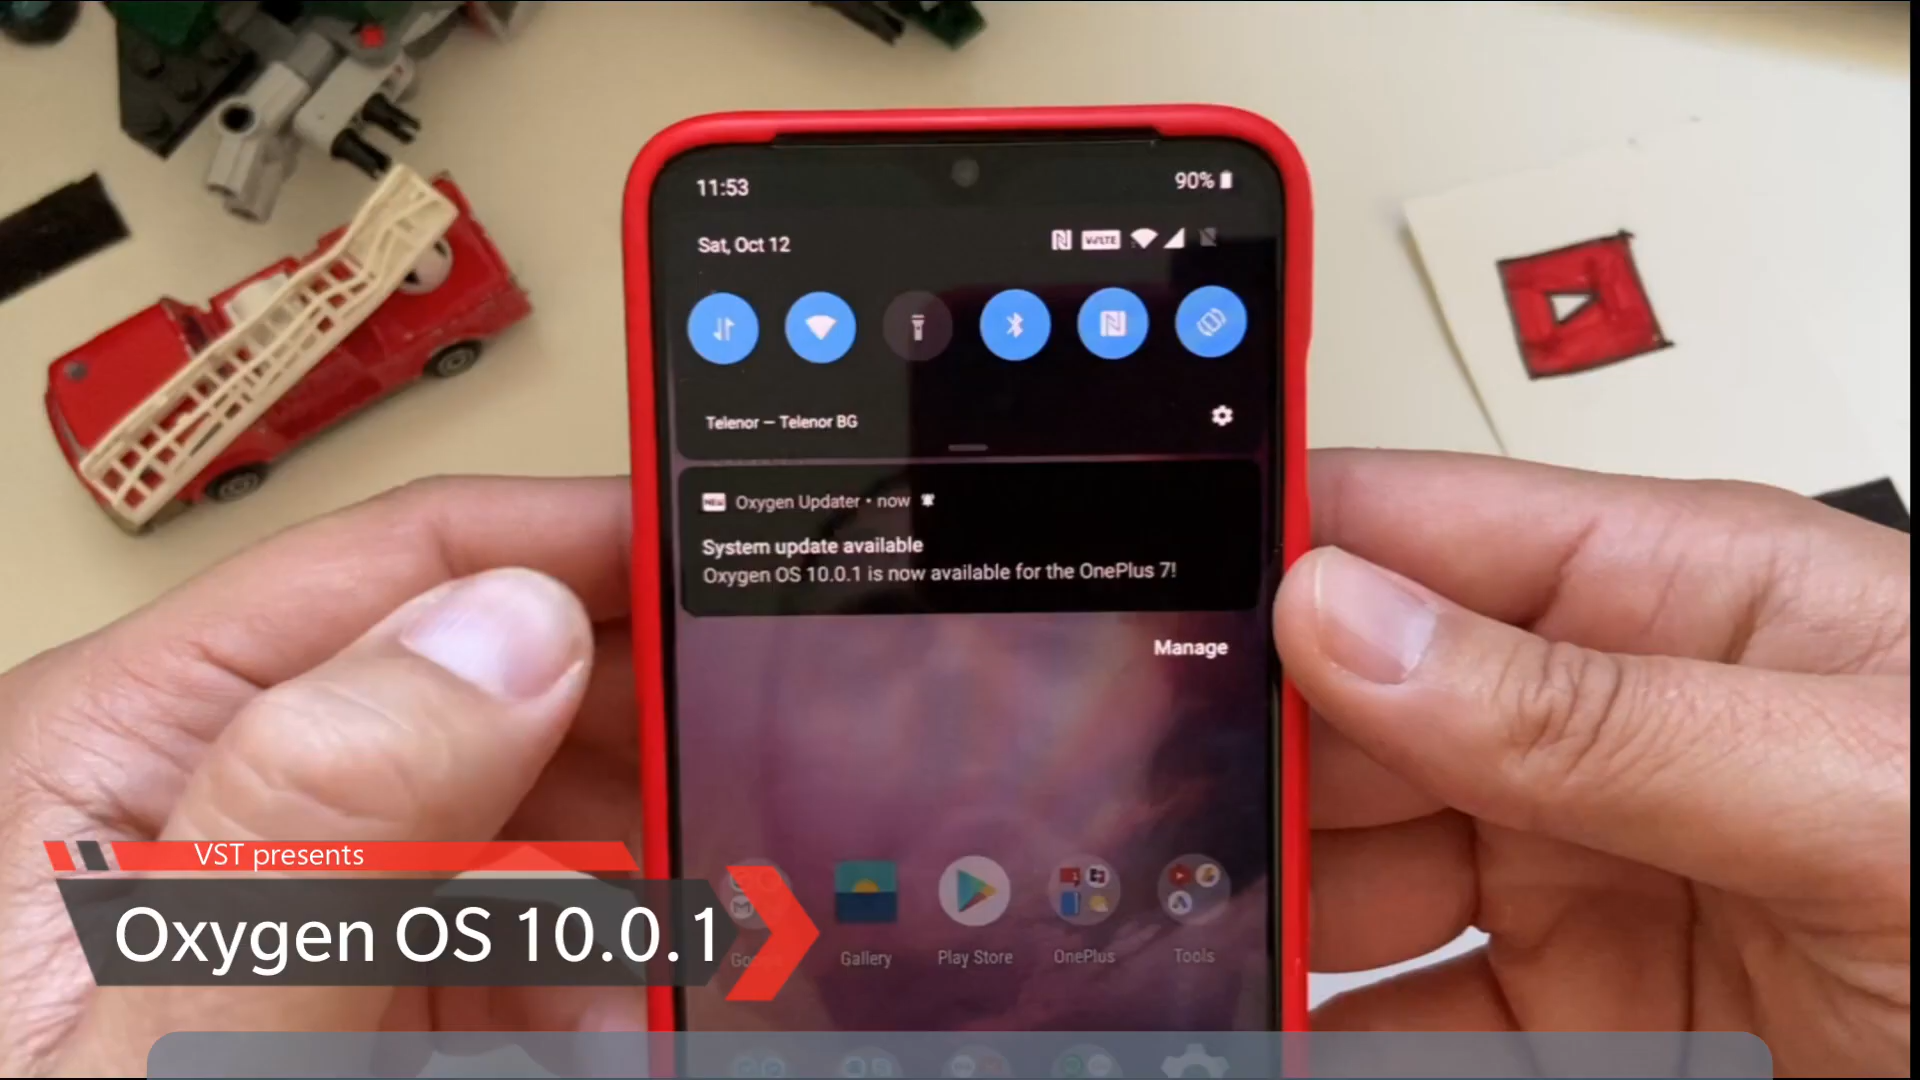 11:53
90%
Sat, Oct 12
VoLTE
Telenor — Telenor BG
NEW Oxygen Updater • now
System update available
Oxygen OS 10.0.1 is now available for the OnePlus 7!
Manage
VST presents
Oxygen OS 10.0.1
Gallery
Play Store
OnePlus
Tools